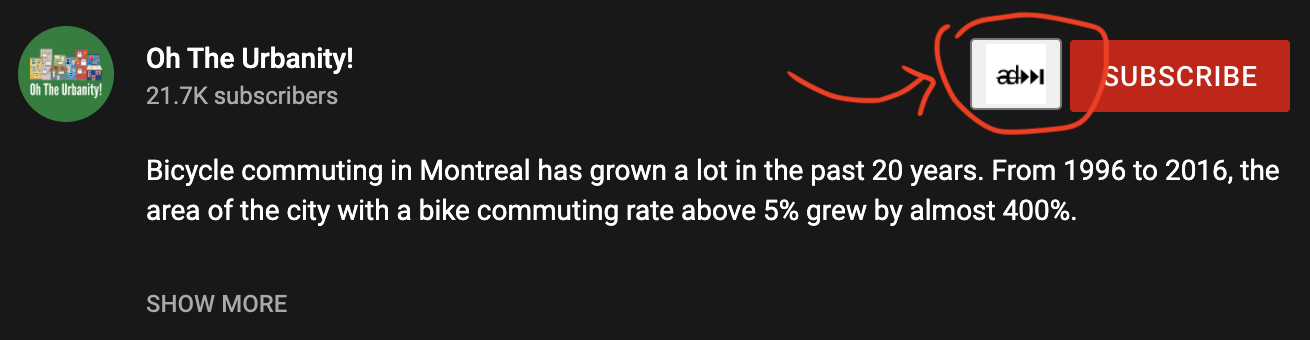 Oh The Urbanity!
Oh The Urbanity!
21.7K subscribers
ad
SUBSCRIBE
Bicycle commuting in Montreal has grown a lot in the past 20 years. From 1996 to 2016, the
area of the city with a bike commuting rate above 5% grew by almost 400%.
SHOW MORE